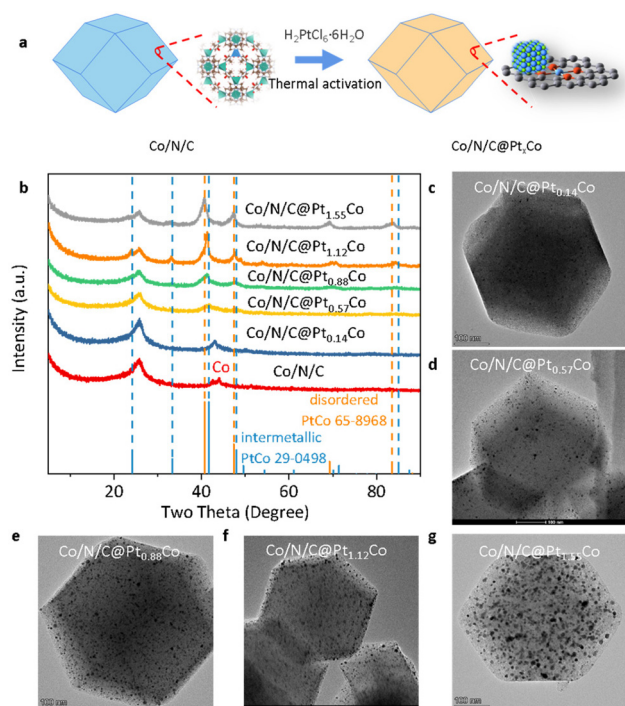 a
H₂PtCl₆·6H₂O
Thermal activation
Co/N/C
Co/N/C@PtₓCo
b
Intensity (a.u.)
Co/N/C@Pt₁.₅₅Co
Co/N/C@Pt₁.₁₂Co
Co/N/C@Pt₀.₈₈Co
Co/N/C@Pt₀.₅₇Co
Co/N/C@Pt₀.₁₄Co
Co
Co/N/C
disordered
PtCo 65-8968
intermetallic
PtCo 29-0498
20
40
60
80
Two Theta (Degree)
c
Co/N/C@Pt₀.₁₄Co
100 nm
d
Co/N/C@Pt₀.₅₇Co
100 nm
e
Co/N/C@Pt₀.₈₈Co
100 nm
f
Co/N/C@Pt₁.₁₂Co
100 nm
g
100 nm